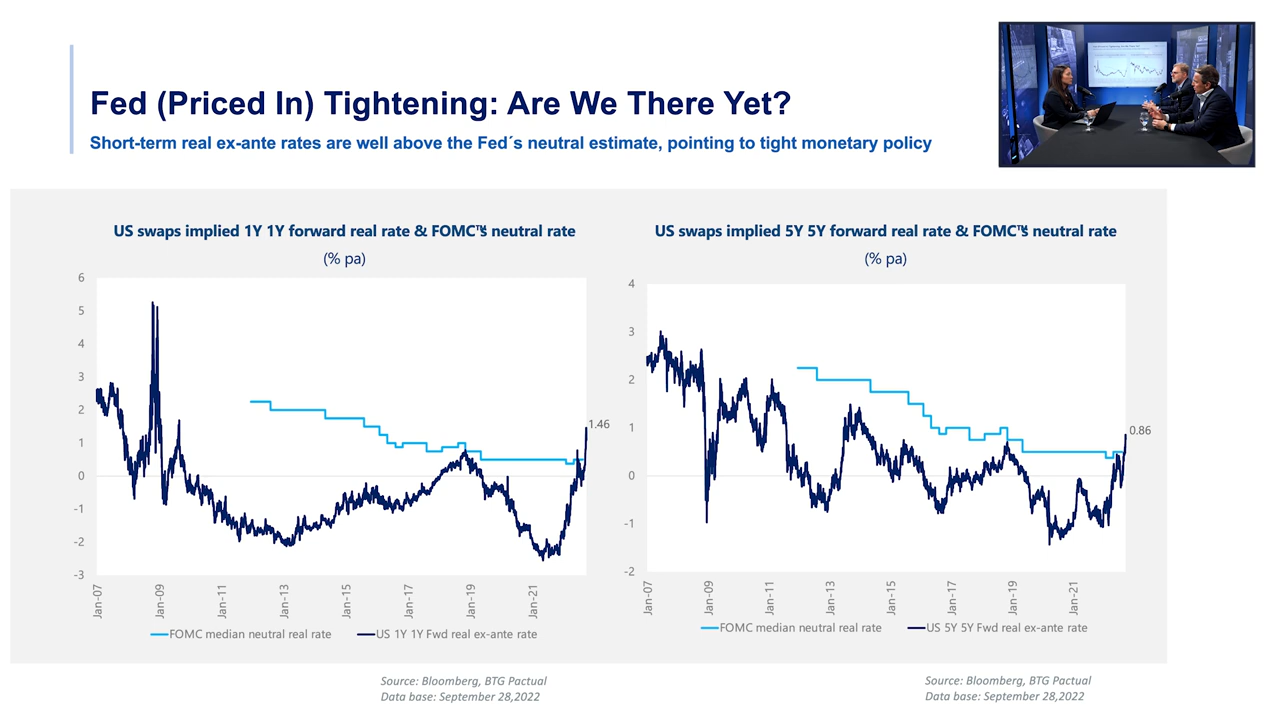 Fed (Priced In) Tightening: Are We There Yet?
Short-term real ex-ante rates are well above the Fed´s neutral estimate, pointing to tight monetary policy
US swaps implied 1Y 1Y forward real rate & FOMC™s neutral rate
(% pa)
6
5
4
3
2
1
0
-1
-2
-3
1.46
Jan-07
Jan-09
Jan-11
Jan-13
Jan-15
Jan-17
Jan-19
Jan-21
FOMC median neutral real rate
US 1Y 1Y Fwd real ex-ante rate
Source: Bloomberg, BTG Pactual
Data base: September 28,2022
US swaps implied 5Y 5Y forward real rate & FOMC™s neutral rate
(% pa)
4
3
2
1
0
-1
-2
0.86
Jan-07
Jan-09
Jan-11
Jan-13
Jan-15
Jan-17
Jan-19
Jan-21
FOMC median neutral real rate
US 5Y 5Y Fwd real ex-ante rate
Source: Bloomberg, BTG Pactual
Data base: September 28,2022